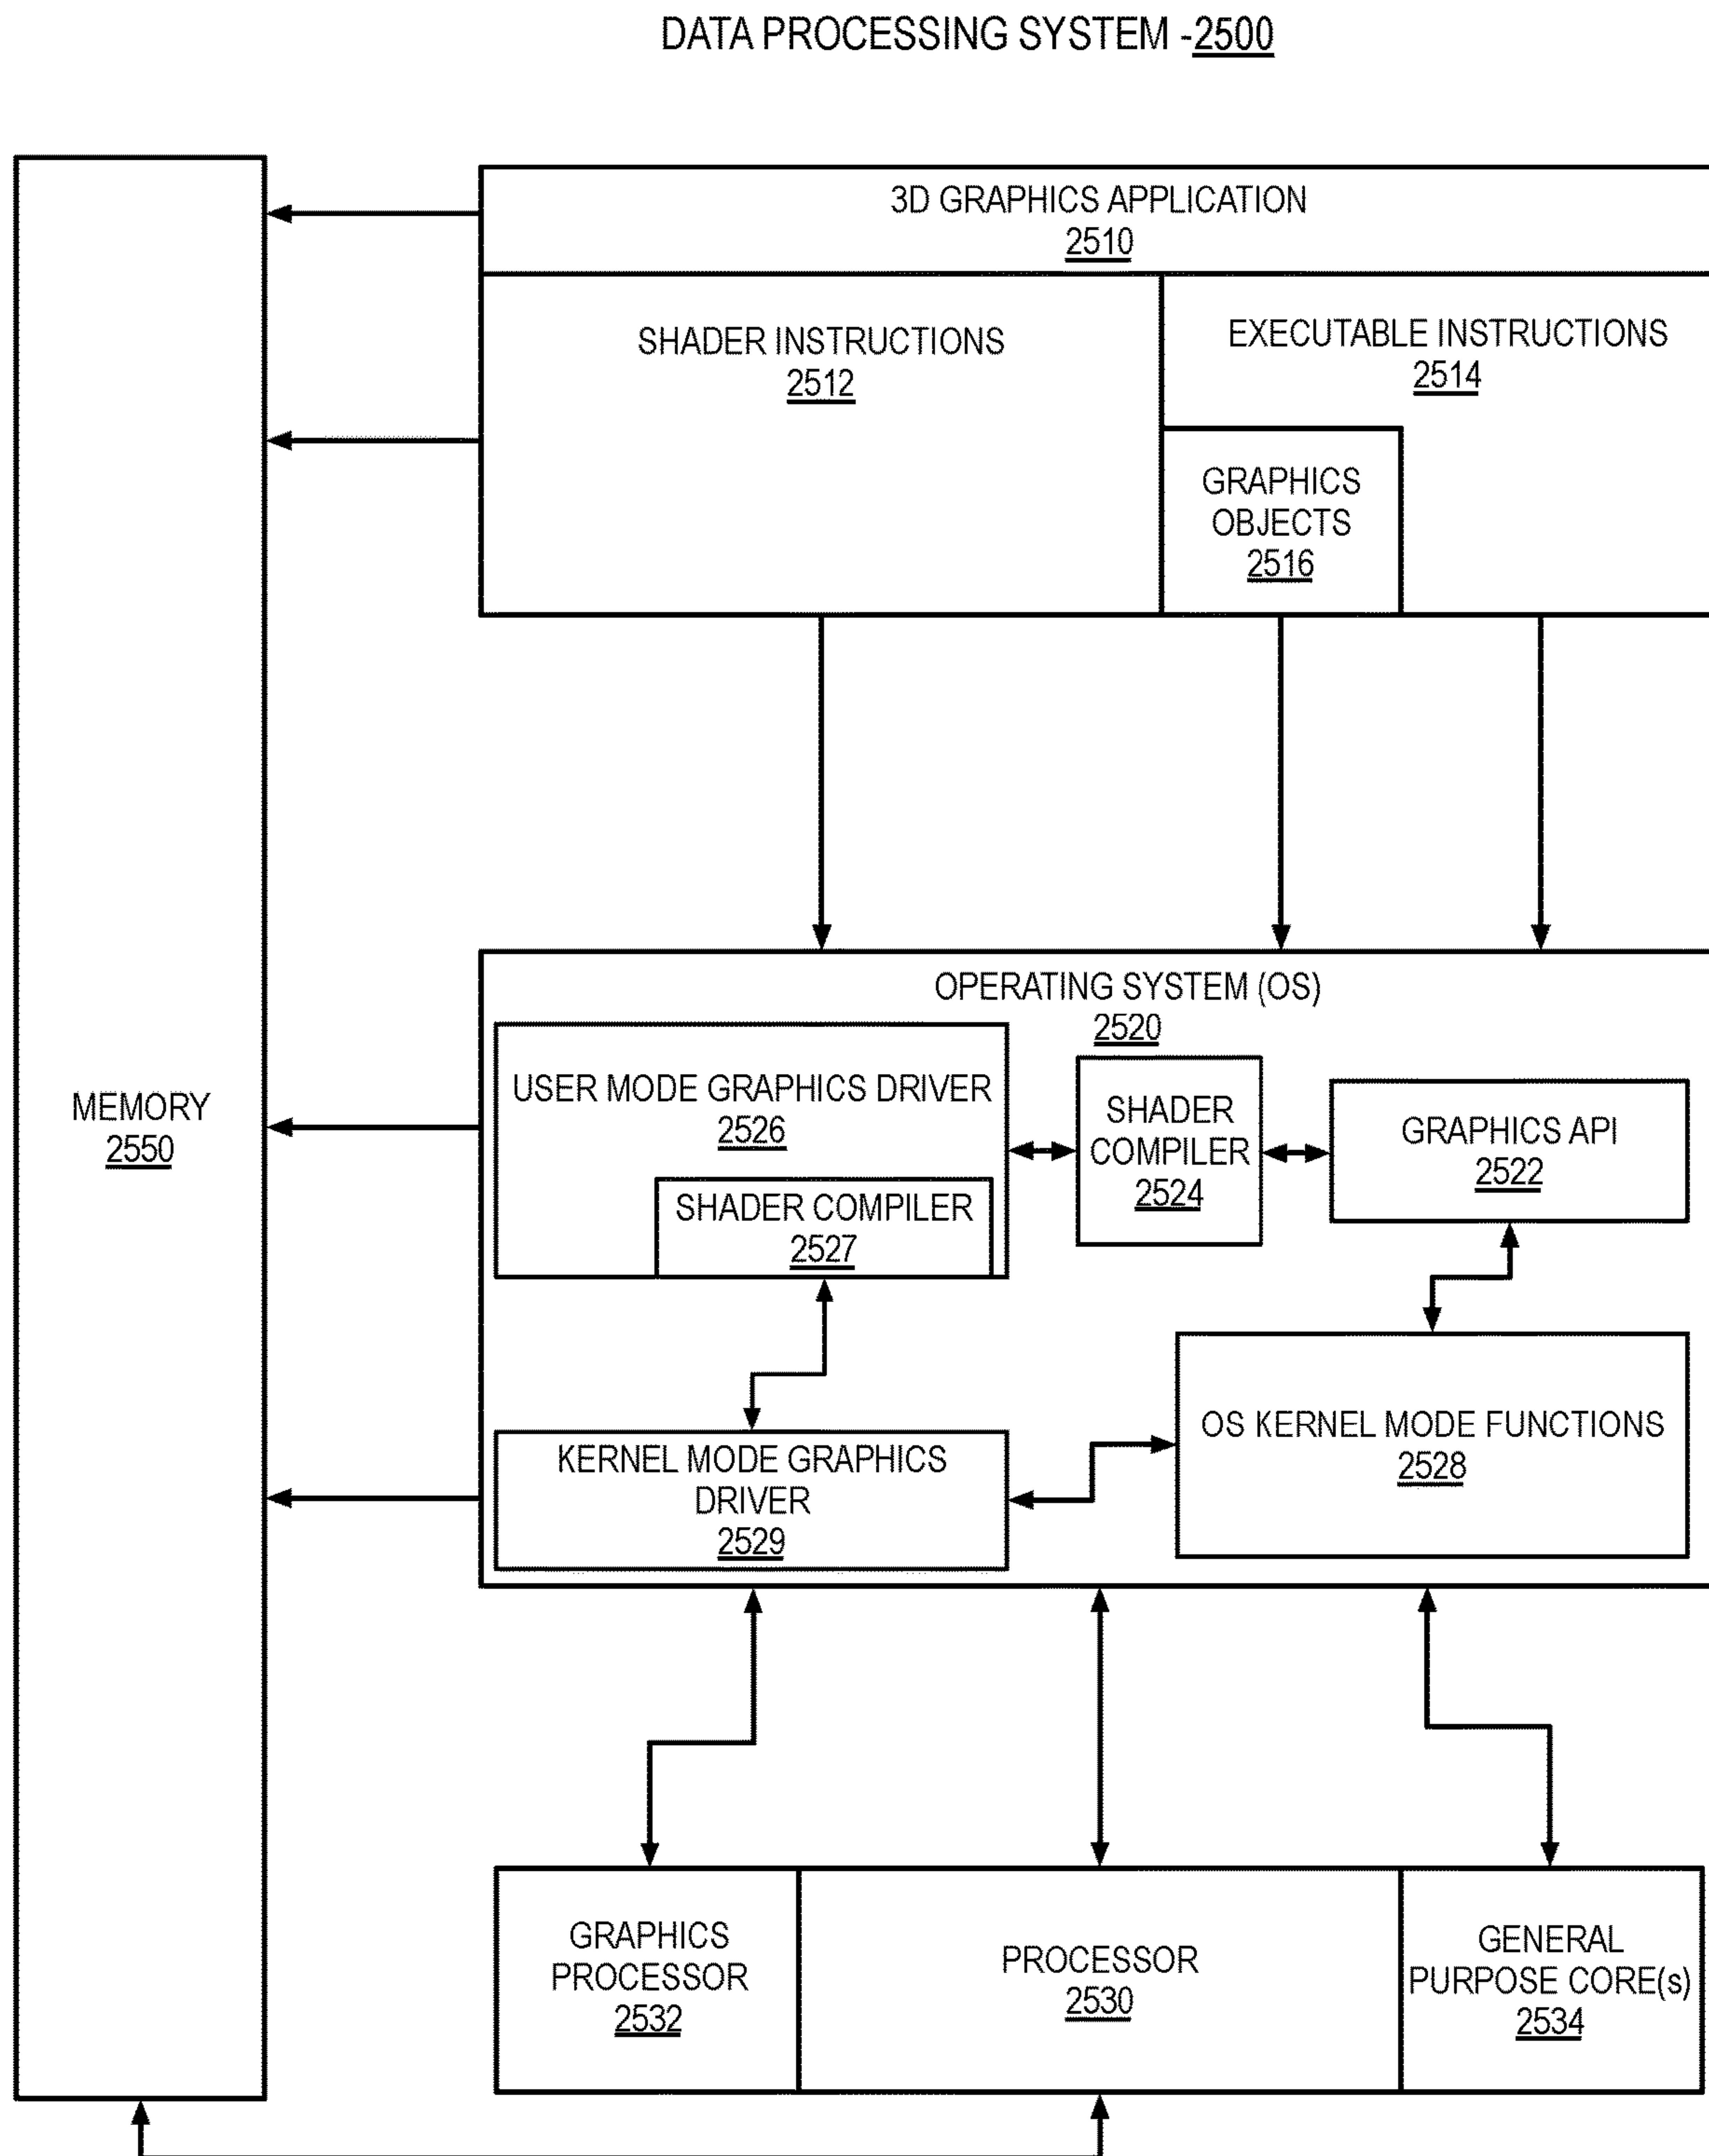 DATA PROCESSING SYSTEM -2500
3D GRAPHICS APPLICATION
2510
SHADER INSTRUCTIONS
2512
EXECUTABLE INSTRUCTIONS
2514
GRAPHICS
OBJECTS
2516
MEMORY
2550
OPERATING SYSTEM (OS)
2520
USER MODE GRAPHICS DRIVER
2526
SHADER COMPILER
2527
SHADER
COMPILER
2524
GRAPHICS API
2522
KERNEL MODE GRAPHICS
DRIVER
2529
OS KERNEL MODE FUNCTIONS
2528
GRAPHICS
PROCESSOR
2532
PROCESSOR
2530
GENERAL
PURPOSE CORE(s)
2534